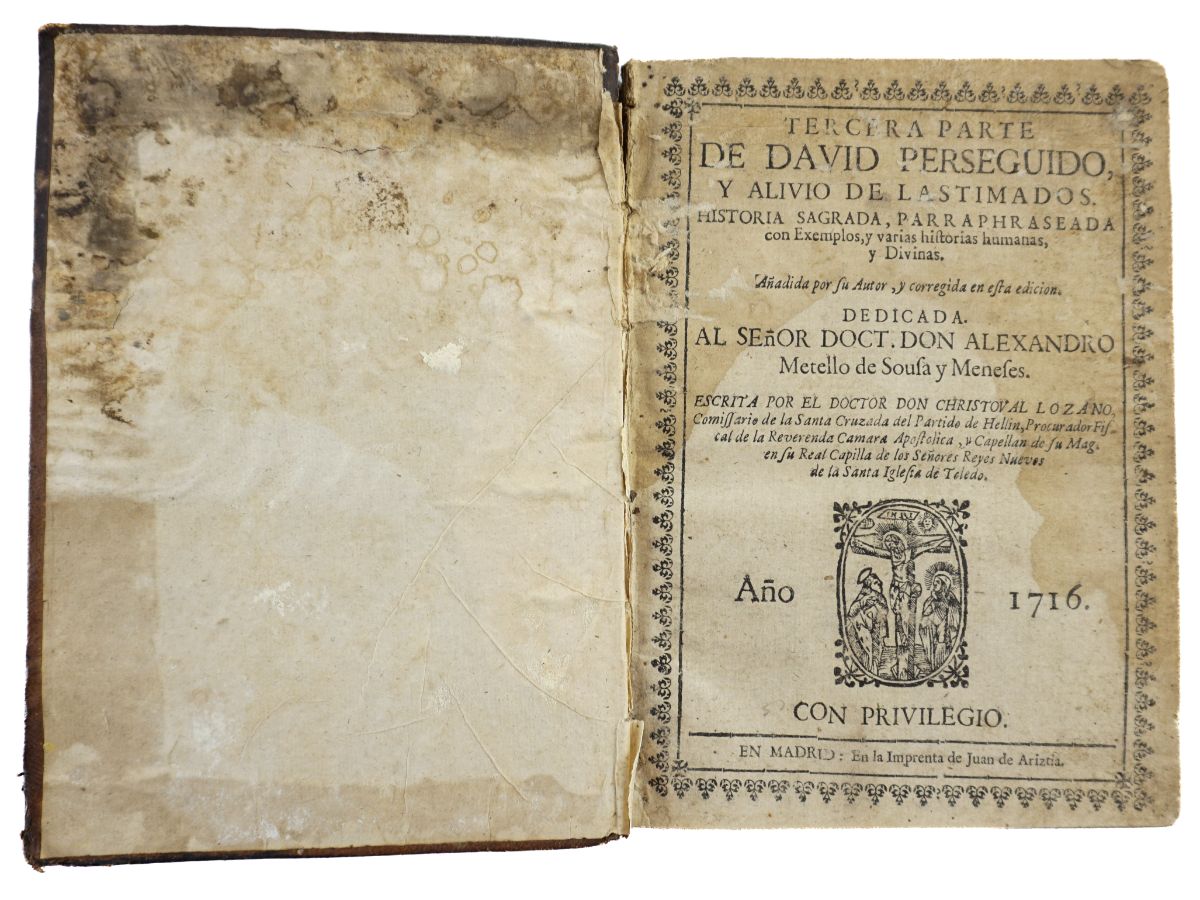 TERCERA PARTE
DE DAVID PERSEGUIDO,
Y ALIVIO DE LASTIMADOS.
HISTORIA SAGRADA, PARRAPHRASEADA
con Exemplos, y varias hiſtorias humanas,
y Divinas.
Añadida por ſu Autor, y corregida en eſta edicion.
DEDICADA.
AL SEñOR DOCT. DON ALEXANDRO
Metello de Souſa y Meneſes.
ESCRITA POR EL DOCTOR DON CHRISTOVAL LOZANO,
Comiſſario de la Santa Cruzada del Partido de Hellin, Procurador Fiſ-
cal de la Reverenda Camara Apoſtolica, y Capellan de ſu Mag.
en ſu Real Capilla de los Señores Reyes Nuevos
de la Santa Igleſia de Toledo.
INRI
Año 1716.
CON PRIVILEGIO.
EN MADRID: En la Imprenta de Juan de Ariztia.